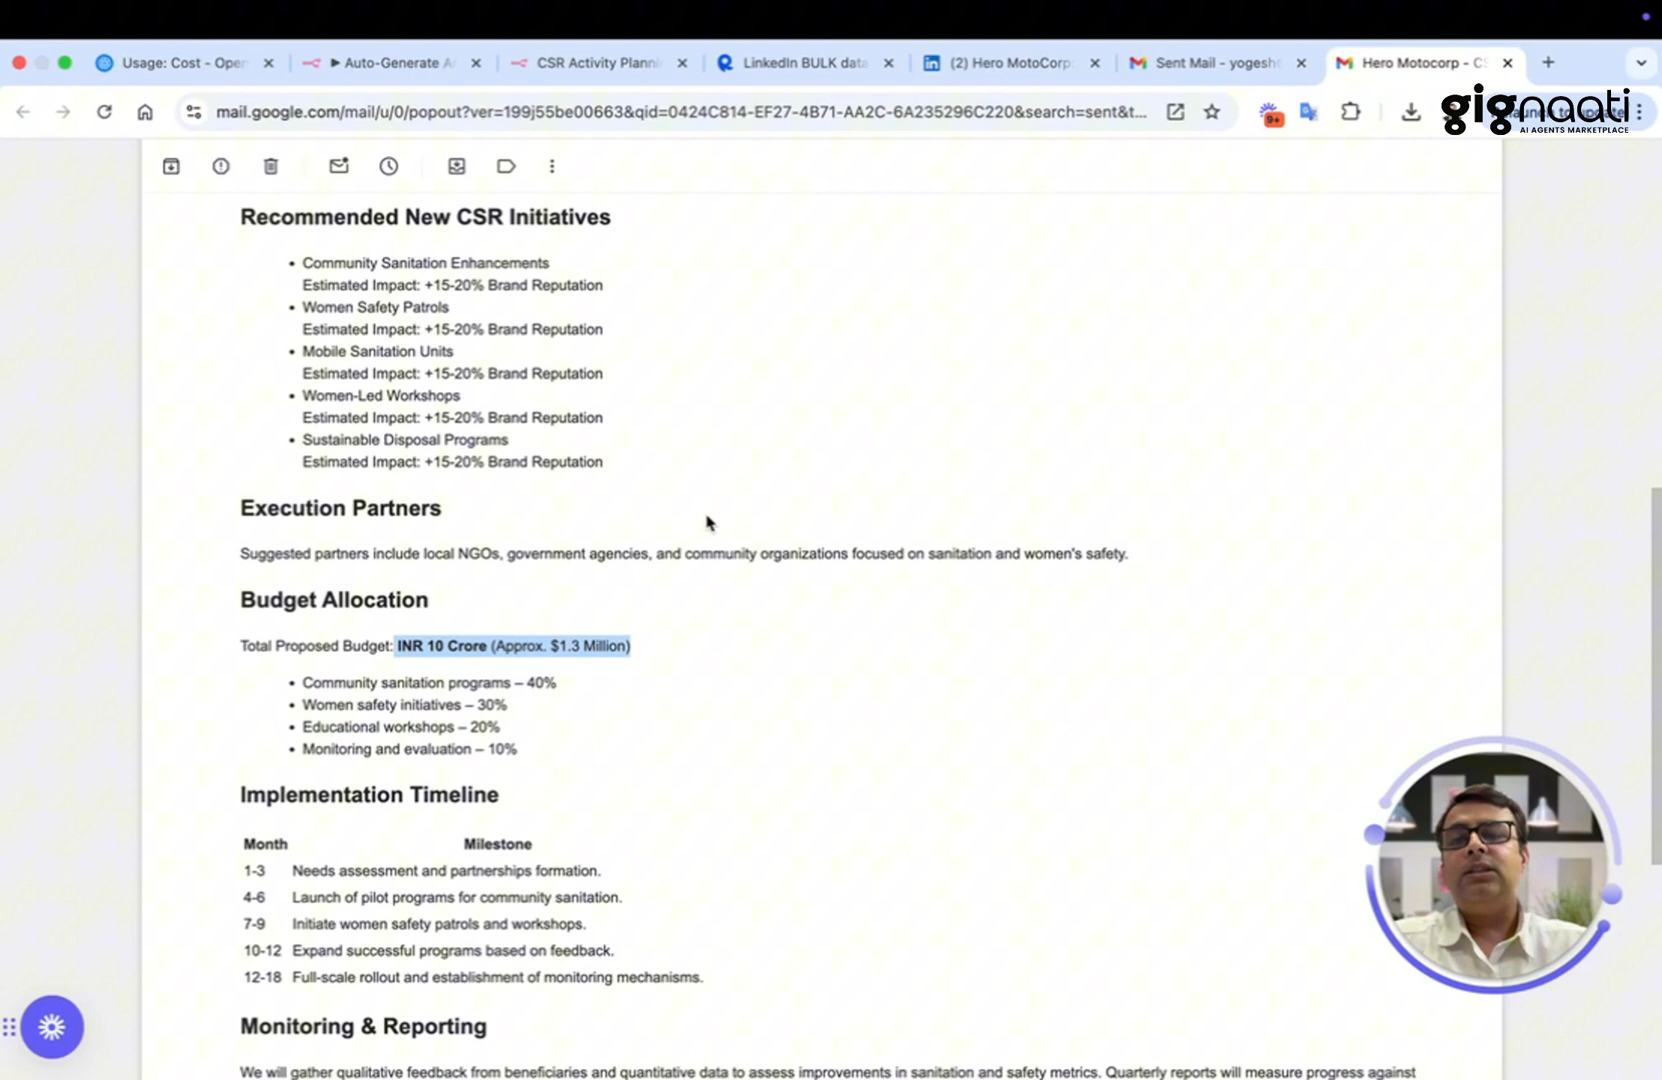 Usage: Cost - Open
Auto-Generate A
CSR Activity Planni
LinkedIn BULK data
(2) Hero MotoCorp
Sent Mail - yogesh
Hero Motocorp - CS
mail.google.com/mail/u/0/popout?ver=199j55be00663&qid=0424C814-EF27-4B71-AA2C-6A235296C220&search=sent&t...
9+
gignaati
AI AGENTS MARKETPLACE
Recommended New CSR Initiatives
• Community Sanitation Enhancements
Estimated Impact: +15-20% Brand Reputation
• Women Safety Patrols
Estimated Impact: +15-20% Brand Reputation
• Mobile Sanitation Units
Estimated Impact: +15-20% Brand Reputation
• Women-Led Workshops
Estimated Impact: +15-20% Brand Reputation
• Sustainable Disposal Programs
Estimated Impact: +15-20% Brand Reputation
Execution Partners
Suggested partners include local NGOs, government agencies, and community organizations focused on sanitation and women's safety.
Budget Allocation
Total Proposed Budget: INR 10 Crore (Approx. $1.3 Million)
• Community sanitation programs – 40%
• Women safety initiatives – 30%
• Educational workshops – 20%
• Monitoring and evaluation – 10%
Implementation Timeline
Month Milestone
1-3 Needs assessment and partnerships formation.
4-6 Launch of pilot programs for community sanitation.
7-9 Initiate women safety patrols and workshops.
10-12 Expand successful programs based on feedback.
12-18 Full-scale rollout and establishment of monitoring mechanisms.
Monitoring & Reporting
We will gather qualitative feedback from beneficiaries and quantitative data to assess improvements in sanitation and safety metrics. Quarterly reports will measure progress against